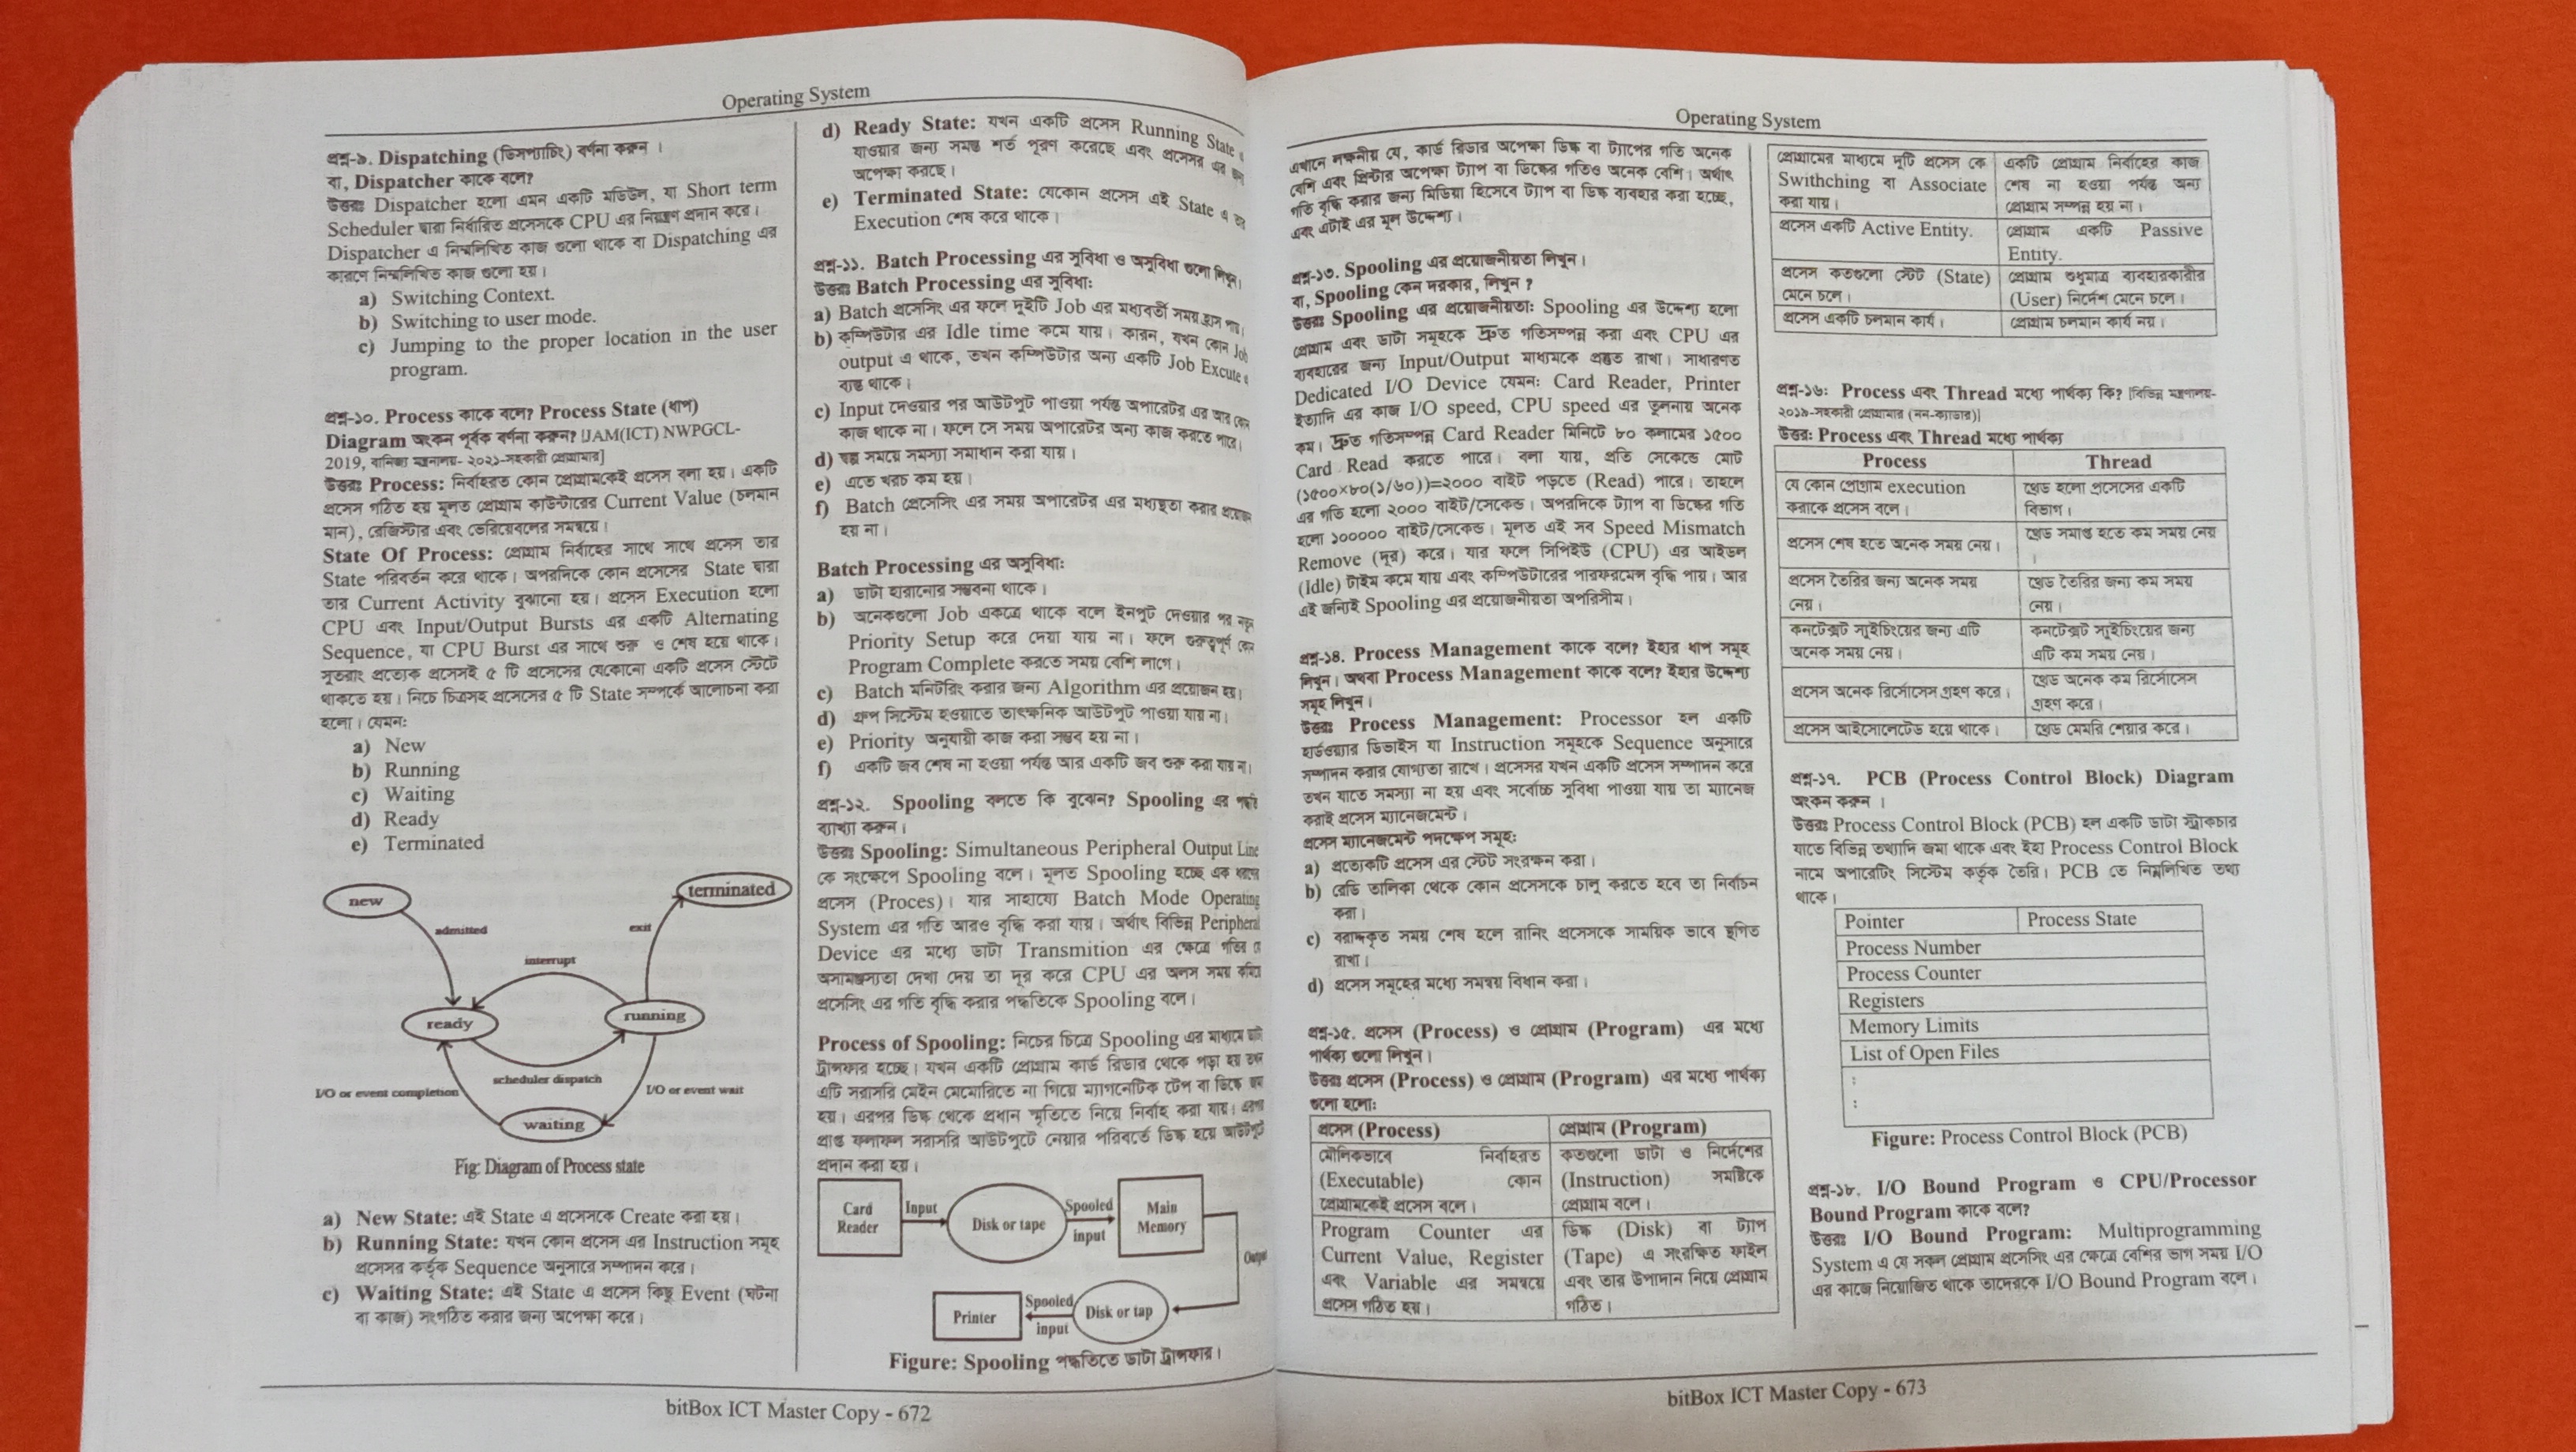 Operating System
প্রশ্ন-৯. Dispatching (ডিসপ্যাচিং) বর্ণনা করুন।
বা, Dispatcher কাকে বলে?
উত্তরঃ Dispatcher হলো এমন একটি মডিউল, যা Short term
Scheduler দ্বারা নির্বারিত প্রসেসকে CPU এর নিয়ন্ত্রণ প্রদান করে।
Dispatcher এ নিম্নলিখিত কাজ গুলো থাকে বা Dispatching এর
কারণে নিম্নলিখিত কাজ গুলো হয়।
a) Switching Context.
b) Switching to user mode.
c) Jumping to the proper location in the user
program.
প্রশ্ন-১০. Process কাকে বলে? Process State (ধাপ)
Diagram অংকন পূর্বক বর্ণনা করুন? [JAM(ICT) NWPGCL-
2019, বানিজ্য মন্ত্রনালয়- ২০২১-সহকারী প্রোগ্রামার]
উত্তরঃ Process: নির্বাহিত কোন প্রোগ্রামকেই প্রসেস বলা হয়। একটি
প্রসেস গঠিত হয় মূলত প্রোগ্রাম কাউন্টারের Current Value (চলমান
মান), রেজিস্টার এবং ভেরিয়েবলের সমন্বয়ে।
State Of Process: প্রোগ্রাম নির্বাহের সাথে সাথে প্রসেস তার
State পরিবর্তন করে থাকে। অপরদিকে কোন প্রসেসের State দ্বারা
তার Current Activity বুঝানো হয়। প্রসেস Execution হলো
CPU এবং Input/Output Bursts এর একটি Alternating
Sequence, যা CPU Burst এর সাথে শুরু ও শেষ হয়ে থাকে।
সুতরাং প্রত্যেক প্রসেসই ৫ টি প্রসেসের যেকোনো একটি প্রসেস স্টেটে
থাকতে হয়। নিচে চিত্রসহ প্রসেসের ৫ টি State সম্পর্কে আলোচনা করা
হলো। যেমনঃ
a) New
b) Running
c) Waiting
d) Ready
e) Terminated
new
terminated
admitted
exit
interrupt
ready
running
scheduler dispatch
I/O or event completion
I/O or event wait
waiting
Fig: Diagram of Process state
a) New State: এই State এ প্রসেসকে Create করা হয়।
b) Running State: যখন কোন প্রসেস এর Instruction সমূহ
প্রসেসর কর্তৃক Sequence অনুসারে সম্পাদন করে।
c) Waiting State: এই State এ প্রসেস কিছু Event (ঘটনা
বা কাজ) সংগঠিত করার জন্য অপেক্ষা করে।
d) Ready State: যখন একটি প্রসেস Running State এ
যাওয়ার জন্য সমস্ত শর্ত পূরণ করেছে এবং প্রসেসর এর জন্য
অপেক্ষা করছে।
e) Terminated State: যেকোন প্রসেস এই State এ তার
Execution শেষ করে থাকে।
প্রশ্ন-১১. Batch Processing এর সুবিধা ও অসুবিধা গুলো লিখুন।
উত্তরঃ Batch Processing এর সুবিধা:
a) Batch প্রসেসিং এর ফলে দুইটি Job এর মধ্যবর্তী সময় হ্রাস পায়।
b) কম্পিউটার এর Idle time কমে যায়। কারন, যখন কোন Job
output এ থাকে, তখন কম্পিউটার অন্য একটি Job Excute এ
ব্যস্ত থাকে।
c) Input দেওয়ার পর আউটপুট পাওয়া পর্যন্ত অপারেটর এর আর কোন
কাজ থাকে না। ফলে সে সময় অপারেটর অন্য কাজ করতে পারে।
d) স্বল্প সময়ে সমস্যা সমাধান করা যায়।
e) এতে খরচ কম হয়।
f) Batch প্রেসেসিং এর সময় অপারেটর এর মধ্যস্থতা করার প্রয়োজন
হয় না।
Batch Processing এর অসুবিধা:
a) ডাটা হারানোর সম্ভবনা থাকে।
b) অনেকগুলো Job একত্রে থাকে বলে ইনপুট দেওয়ার পর নতুন
Priority Setup করে দেয়া যায় না। ফলে গুরুত্বপূর্ণ কোন
Program Complete করতে সময় বেশি লাগে।
c) Batch মনিটরিং করার জন্য Algorithm এর প্রয়োজন হয়।
d) গ্রুপ সিস্টেম হওয়াতে তাৎক্ষনিক আউটপুট পাওয়া যায় না।
e) Priority অনুযায়ী কাজ করা সম্ভব হয় না।
f) একটি জব শেষ না হওয়া পর্যন্ত আর একটি জব শুরু করা যায় না।
প্রশ্ন-১২. Spooling বলতে কি বুঝেন? Spooling এর পদ্ধতি
ব্যাখ্যা করুন।
উত্তরঃ Spooling: Simultaneous Peripheral Output Line
কে সংক্ষেপে Spooling বলে। মূলত Spooling হচ্ছে এক ধরণের
প্রসেস (Proces)। যার সাহায্যে Batch Mode Operating
System এর গতি আরও বৃদ্ধি করা যায়। অর্থাৎ বিভিন্ন Peripheral
Device এর মধ্যে ডাটা Transmition এর ক্ষেত্রে গতির যে
অসামঞ্জস্যতা দেখা দেয় তা দূর করে CPU এর অলস সময় কমিয়ে
প্রসেসিং এর গতি বৃদ্ধি করার পদ্ধতিকে Spooling বলে।
Process of Spooling: নিচের চিত্রে Spooling এর মাধ্যমে ডাটা
ট্রান্সফার হচ্ছে। যখন একটি প্রোগ্রাম কার্ড রিডার থেকে পড়া হয় তখন
এটি সরাসরি মেইন মেমোরিতে না গিয়ে ম্যাগনেটিক টেপ বা ডিস্কে জমা
হয়। এরপর ডিস্ক থেকে প্রধান স্মৃতিতে নিয়ে নির্বাহ করা যায়। এরপর
প্রাপ্ত ফলাফল সরাসরি আউটপুটে নেয়ার পরিবর্তে ডিস্ক হয়ে আউটপুট
প্রদান করা হয়।
Card Reader
Input
Disk or tape
Spooled input
Main Memory
Output
Printer
Spooled input
Disk or tap
Figure: Spooling পদ্ধতিতে ডাটা ট্রান্সফার।
bitBox ICT Master Copy - 672
Operating System
এখানে লক্ষনীয় যে, কার্ড রিডার অপেক্ষা ডিস্ক বা ট্যাপের গতি অনেক
বেশি এবং প্রিন্টার অপেক্ষা ট্যাপ বা ডিস্কের গতিও অনেক বেশি। অর্থাৎ
গতি বৃদ্ধি করার জন্য মিডিয়া হিসেবে ট্যাপ বা ডিস্ক ব্যবহার করা হচ্ছে,
এবং এটাই এর মূল উদ্দেশ্য।
প্রশ্ন-১৩. Spooling এর প্রয়োজনীয়তা লিখুন।
বা, Spooling কেন দরকার, লিখুন ?
উত্তরঃ Spooling এর প্রয়োজনীয়তা: Spooling এর উদ্দেশ্য হলো
প্রোগ্রাম এবং ডাটা সমূহকে দ্রুত গতিসম্পন্ন করা এবং CPU এর
ব্যবহারের জন্য Input/Output মাধ্যমকে প্রস্তুত রাখা। সাধারণত
Dedicated I/O Device যেমনঃ Card Reader, Printer
ইত্যাদি এর কাজ I/O speed, CPU speed এর তুলনায় অনেক
কম। দ্রুত গতিসম্পন্ন Card Reader মিনিটে ৮০ কলামের ১৫০০
Card Read করতে পারে। বলা যায়, প্রতি সেকেন্ডে মোট
(১৫০০×৮০(১/৬০))=২০০০ বাইট পড়তে (Read) পারে। তাহলে
এর গতি হলো ২০০০ বাইট/সেকেন্ড। অপরদিকে ট্যাপ বা ডিস্কের গতি
হলো ১০০০০০ বাইট/সেকেন্ড। মূলত এই সব Speed Mismatch
Remove (দূর) করে। যার ফলে সিপিইউ (CPU) এর আইডল
(Idle) টাইম কমে যায় এবং কম্পিউটারের পারফরমেন্স বৃদ্ধি পায়। আর
এই জন্যিই Spooling এর প্রয়োজনীয়তা অপরিসীম।
প্রশ্ন-১৪. Process Management কাকে বলে? ইহার ধাপ সমূহ
লিখুন। অথবা Process Management কাকে বলে? ইহার উদ্দেশ্য
সমূহ লিখুন।
উত্তরঃ Process Management: Processor হল একটি
হার্ডওয়্যার ডিভাইস যা Instruction সমূহকে Sequence অনুসারে
সম্পাদন করার যোগ্যতা রাখে। প্রসেসর যখন একটি প্রসেস সম্পাদন করে
তখন যাতে সমস্যা না হয় এবং সর্বোচ্চ সুবিধা পাওয়া যায় তা ম্যানেজ
করাই প্রসেস ম্যানেজমেন্ট।
প্রসেস ম্যানেজমেন্ট পদক্ষেপ সমূহ:
a) প্রত্যেকটি প্রসেস এর স্টেট সংরক্ষন করা।
b) রেডি তালিকা থেকে কোন প্রসেসকে চালু করতে হবে তা নির্বাচন
করা।
c) বরাদ্দকৃত সময় শেষ হলে রানিং প্রসেসকে সাময়িক ভাবে স্থগিত
রাখা।
d) প্রসেস সমূহের মধ্যে সমন্বয় বিধান করা।
প্রশ্ন-১৫. প্রসেস (Process) ও প্রোগ্রাম (Program) এর মধ্যে
পার্থক্য গুলো লিখুন।
উত্তরঃ প্রসেস (Process) ও প্রোগ্রাম (Program) এর মধ্যে পার্থক্য
গুলো হলো:
প্রসেস (Process) প্রোগ্রাম (Program)
মৌলিকভাবে নির্বাহিত কতগুলো ডাটা ও নির্দেশের
(Executable) কোন (Instruction) সমষ্টিকে
প্রোগ্রামকেই প্রসেস বলে। প্রোগ্রাম বলে।
Program Counter এর ডিস্ক (Disk) বা ট্যাপ
Current Value, Register (Tape) এ সংরক্ষিত ফাইল
এবং Variable এর সমন্বয়ে এবং তার উপাদান নিয়ে প্রোগ্রাম
প্রসেস গঠিত হয়। গঠিত।
প্রোগ্রামের মাধ্যমে দুটি প্রসেস কে একটি প্রোগ্রাম নির্বাহের কাজ
Swithching বা Associate শেষ না হওয়া পর্যন্ত অন্য
করা যায়। প্রোগ্রাম সম্পন্ন হয় না।
প্রসেস একটি Active Entity. প্রোগ্রাম একটি Passive
Entity.
প্রসেস কতগুলো স্টেট (State) প্রোগ্রাম শুধুমাত্র ব্যবহারকারীর
মেনে চলে। (User) নির্দেশ মেনে চলে।
প্রসেস একটি চলমান কার্য। প্রোগ্রাম চলমান কার্য নয়।
প্রশ্ন-১৬: Process এবং Thread মধ্যে পার্থক্য কি? [বিভিন্ন মন্ত্রণালয়-
২০১৯-সহকারী প্রোগ্রামার (নন-ক্যাডার)]
উত্তর: Process এবং Thread মধ্যে পার্থক্য
Process Thread
যে কোন প্রোগ্রাম execution থ্রেড হলো প্রসেসের একটি
করাকে প্রসেস বলে। বিভাগ।
প্রসেস শেষ হতে অনেক সময় নেয়। থ্রেড সমাপ্ত হতে কম সময় নেয়
।
প্রসেস তৈরির জন্য অনেক সময় থ্রেড তৈরির জন্য কম সময়
নেয়। নেয়।
কনটেক্সট স্যুইচিংয়ের জন্য এটি কনটেক্সট স্যুইচিংয়ের জন্য
অনেক সময় নেয়। এটি কম সময় নেয়।
প্রসেস অনেক রির্সোসেস গ্রহণ করে। থ্রেড অনেক কম রির্সোসেস
গ্রহণ করে।
প্রসেস আইসোলেটেড হয়ে থাকে। থ্রেড মেমরি শেয়ার করে।
প্রশ্ন-১৭. PCB (Process Control Block) Diagram
অংকন করুন ।
উত্তরঃ Process Control Block (PCB) হল একটি ডাটা স্ট্রাকচার
যাতে বিভিন্ন তথ্যাদি জমা থাকে এবং ইহা Process Control Block
নামে অপারেটিং সিস্টেম কর্তৃক তৈরি। PCB তে নিম্নলিখিত তথ্য
থাকে।
Pointer Process State
Process Number
Process Counter
Registers
Memory Limits
List of Open Files
:
:
Figure: Process Control Block (PCB)
প্রশ্ন-১৮. I/O Bound Program ও CPU/Processor
Bound Program কাকে বলে?
উত্তরঃ I/O Bound Program: Multiprogramming
System এ যে সকল প্রোগ্রাম প্রসেসিং এর ক্ষেত্রে বেশির ভাগ সময় I/O
এর কাজে নিয়োজিত থাকে তাদেরকে I/O Bound Program বলে।
bitBox ICT Master Copy - 673